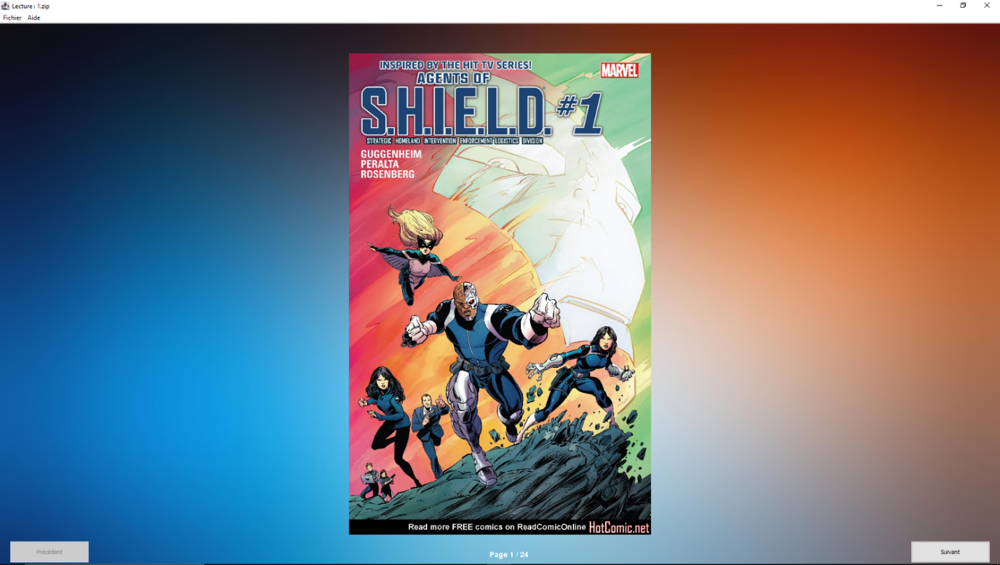 Lecture : 1.zip
Fichier Aide
INSPIRED BY THE HIT TV SERIES!
MARVEL
AGENTS OF
S.H.I.E.L.D. #1
STRATEGIC HOMELAND INTERVENTION ENFORCEMENT LOGISTICS DIVISION
GUGGENHEIM
PERALTA
ROSENBERG
Read more FREE comics on ReadComicOnline HotComic.net
Précédent
Page 1 / 24
Suivant